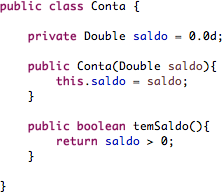 public class Conta {
private Double saldo = 0.0d;
public Conta(Double saldo){
this.saldo = saldo;
}
public boolean temSaldo(){
return saldo > 0;
}
}